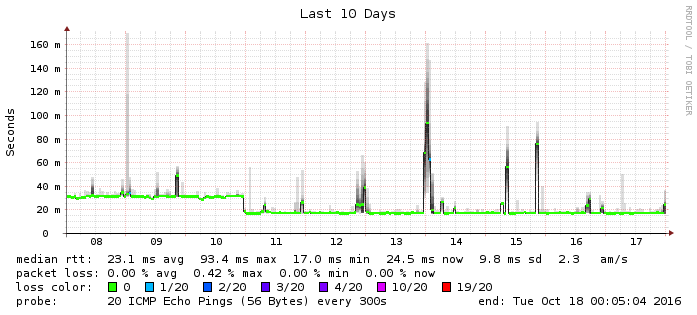 Last 10 Days
RRDTOOL / TOBI OETIKER
Seconds
160 m
140 m
120 m
100 m
80 m
60 m
40 m
20 m
0
08 09 10 11 12 13 14 15 16 17
median rtt: 23.1 ms avg 93.4 ms max 17.0 ms min 24.5 ms now 9.8 ms sd 2.3 am/s
packet loss: 0.00 % avg 0.42 % max 0.00 % min 0.00 % now
loss color: 0 1/20 2/20 3/20 4/20 10/20 19/20
probe: 20 ICMP Echo Pings (56 Bytes) every 300s end: Tue Oct 18 00:05:04 2016